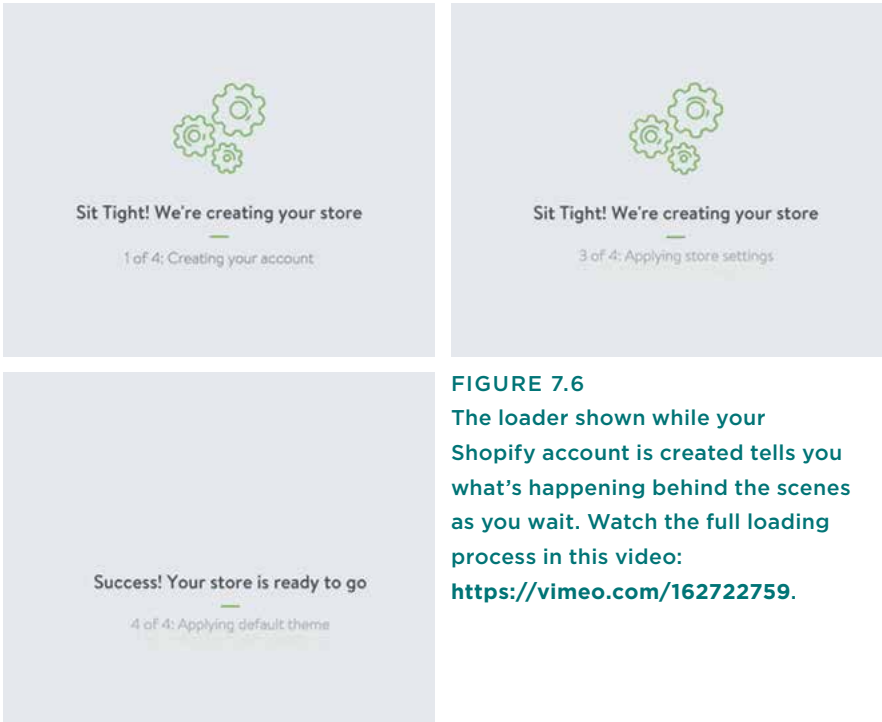 Sit Tight! We're creating your store
1 of 4: Creating your account
Sit Tight! We're creating your store
3 of 4: Applying store settings
Success! Your store is ready to go
4 of 4: Applying default theme
FIGURE 7.6
The loader shown while your
Shopify account is created tells you
what's happening behind the scenes
as you wait. Watch the full loading
process in this video:
https://vimeo.com/162722759.